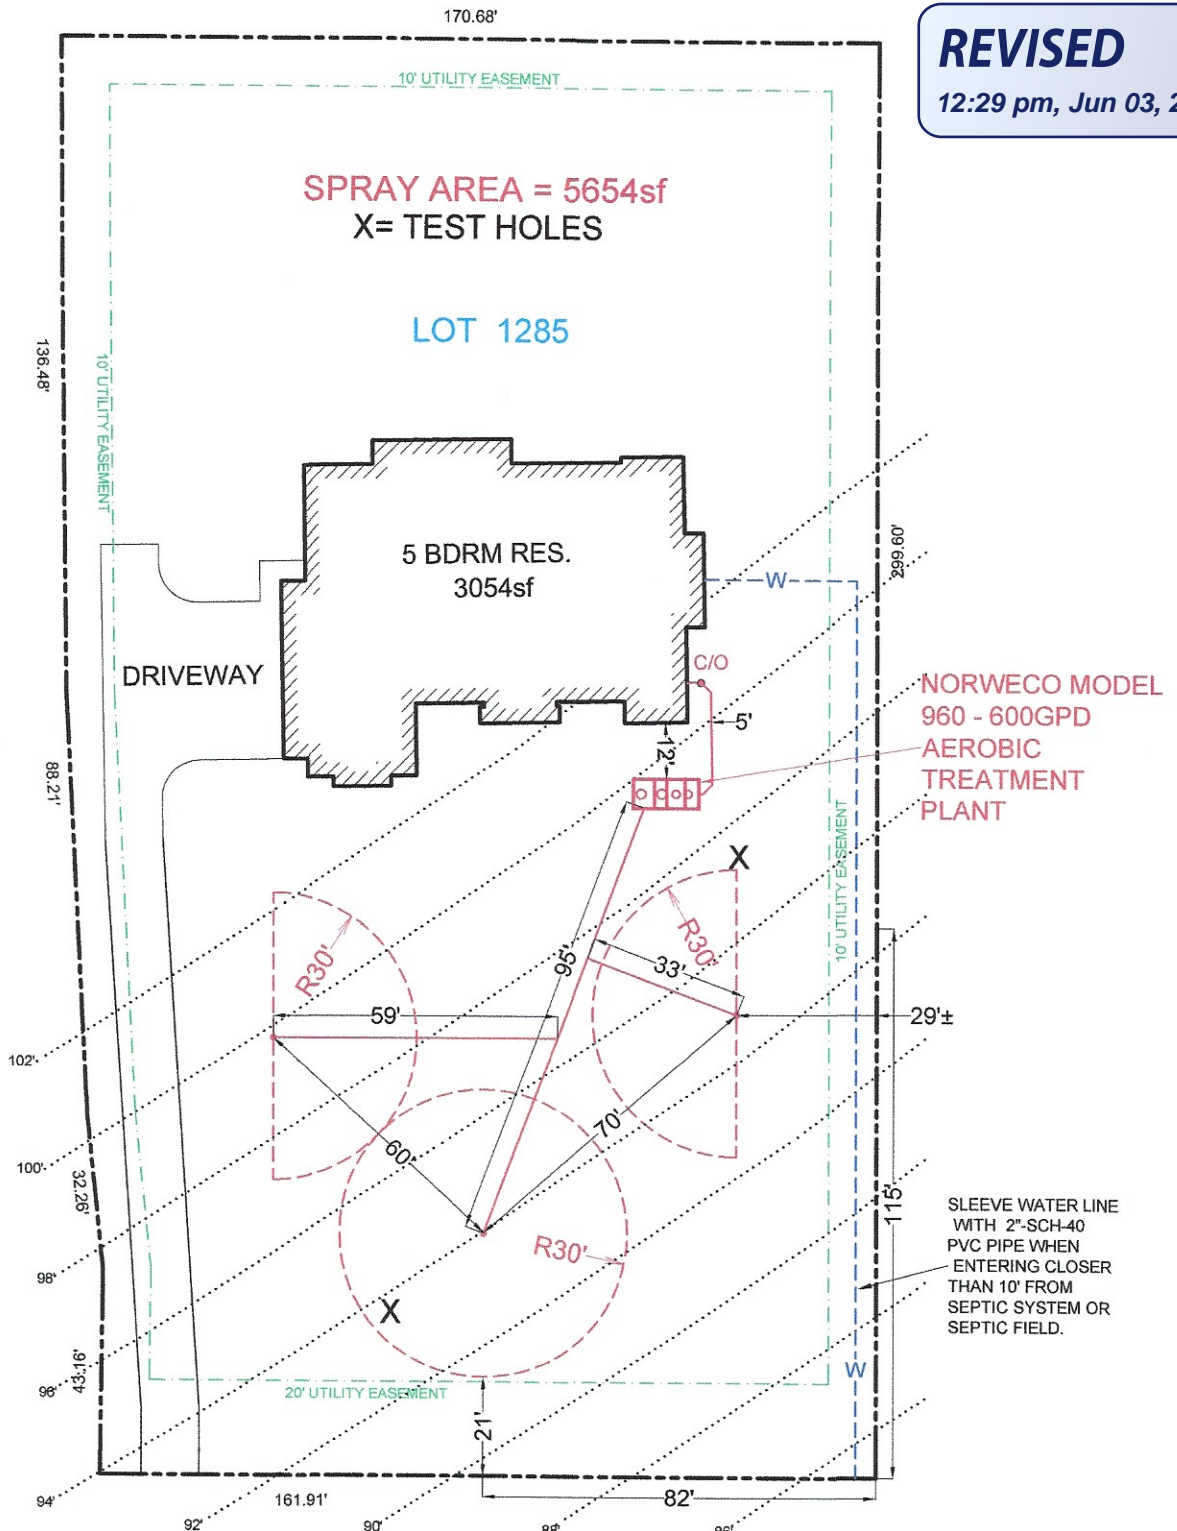 170.68'
REVISED
12:29 pm, Jun 03, 2
10' UTILITY EASEMENT
SPRAY AREA = 5654sf
X= TEST HOLES
LOT 1285
136.48'
10' UTILITY EASEMENT
5 BDRM RES.
3054sf
299.60'
W
DRIVEWAY
C/O
NORWECO MODEL
960 - 600GPD
AEROBIC
TREATMENT
PLANT
5'
12'
88.21'
X
10' UTILITY EASEMENT
R30'
R30'
95'
33'
59'
29'±
102'
70'
60'
100'
32.26'
115'
SLEEVE WATER LINE
WITH 2"-SCH-40
PVC PIPE WHEN
ENTERING CLOSER
THAN 10' FROM
SEPTIC SYSTEM OR
SEPTIC FIELD.
R30'
98'
X
43.16'
W
96'
20' UTILITY EASEMENT
21'
94'
161.91'
82'
92'
90'
88'
86'